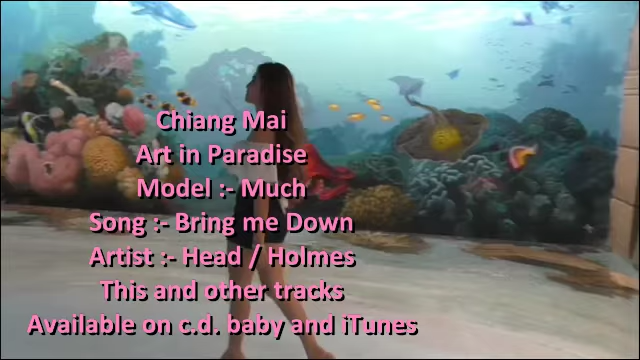 Chiang Mai
Art in Paradise
Model :- Much
Song :- Bring me Down
Artist :- Head / Holmes
This and other tracks
Available on c.d. baby and iTunes